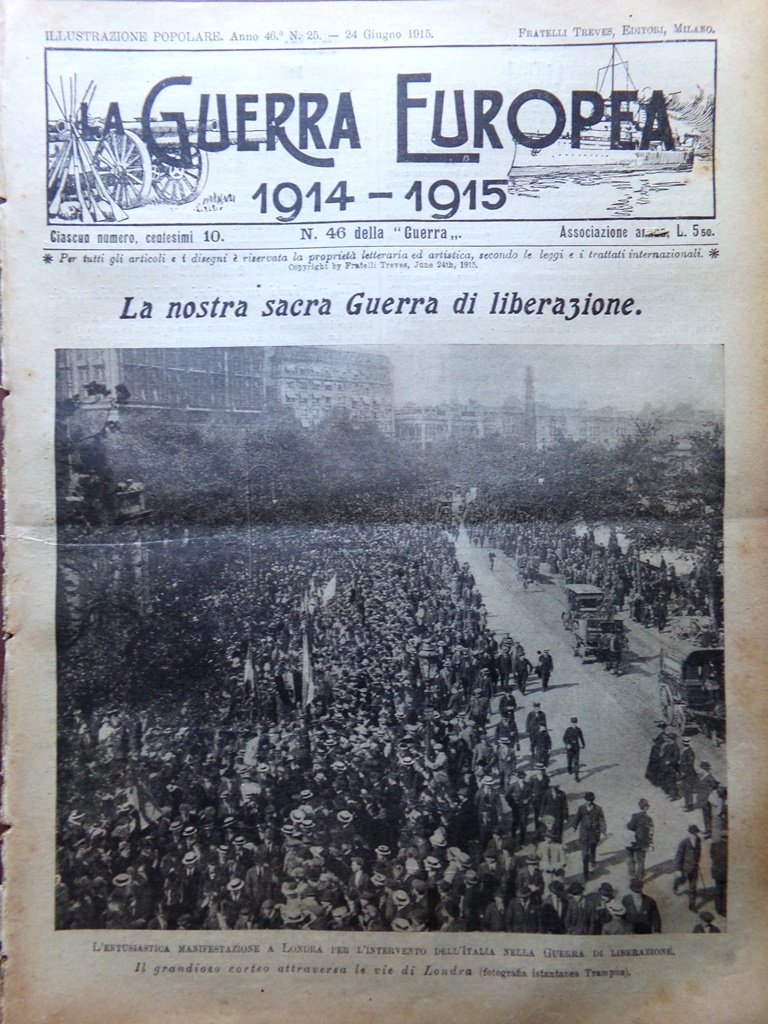 ILLUSTRAZIONE POPOLARE. Anno 46.º N. 25. — 24 Giugno 1915. FRATELLI TREVES, EDITORI, MILANO.
LA GUERRA EUROPEA
1914 - 1915
Ciascun numero, centesimi 10. N. 46 della "Guerra„. Associazione L. 5 50.
* Per tutti gli articoli e i disegni è riservata la proprietà letteraria ed artistica, secondo le leggi e i trattati internazionali. *
Copyright by Fratelli Treves, June 24th, 1915.
La nostra sacra Guerra di liberazione.
L'ENTUSIASTICA MANIFESTAZIONE A LONDRA PER L'INTERVENTO DELL'ITALIA NELLA GUERRA DI LIBERAZIONE.
Il grandioso corteo attraversa le vie di Londra (fotografia istantanea Trampus).